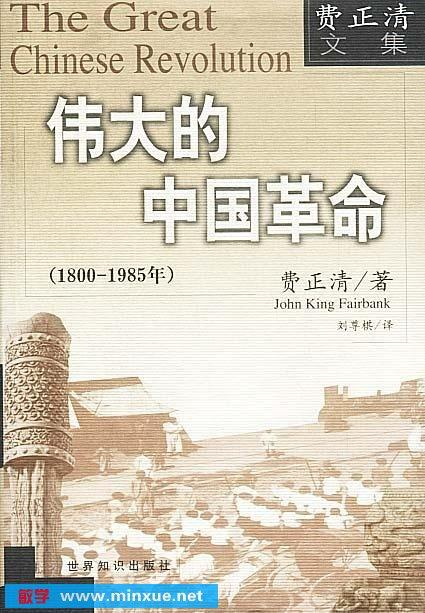 The Great
Chinese Revolution
费正清
文集
伟大的
中国革命
(1800-1985年)
费正清/著
John King Fairbank
刘尊棋/译
世界知识出版社
敏学 www.minxue.net